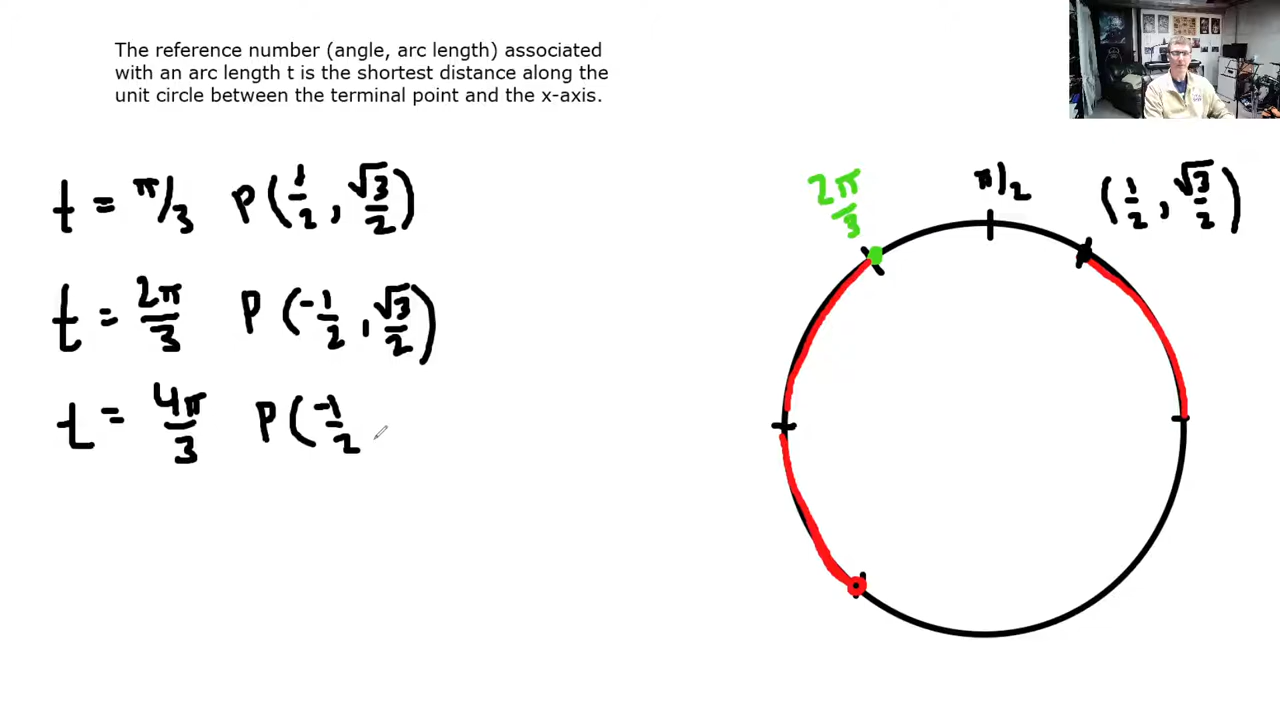 The reference number (angle, arc length) associated
with an arc length t is the shortest distance along the
unit circle between the terminal point and the x-axis.
t = π/3 P(1/2, √3/2)
t = 2π/3 P(-1/2, √3/2)
t = 4π/3 P(-1/2
2π/3
π/2
(1/2, √3/2)